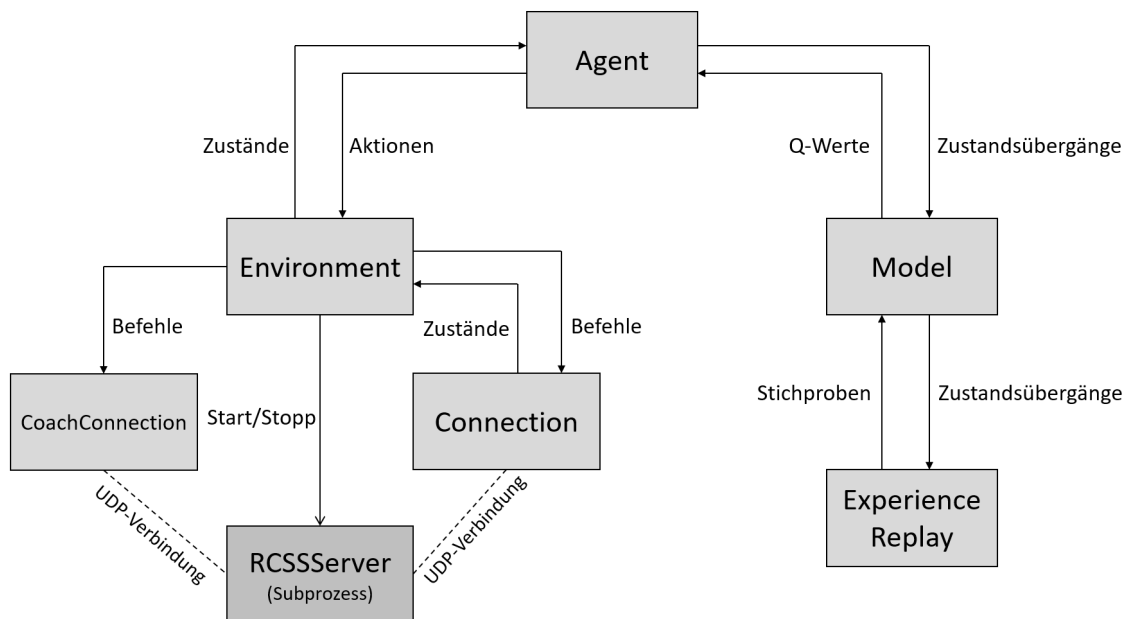 Agent
Zustände
Aktionen
Q-Werte
Zustandsübergänge
Environment
Model
Befehle
Zustände
Befehle
CoachConnection
Start/Stopp
Connection
Stichproben
Zustandsübergänge
UDP-Verbindung
UDP-Verbindung
Experience
Replay
RCSSServer
(Subprozess)